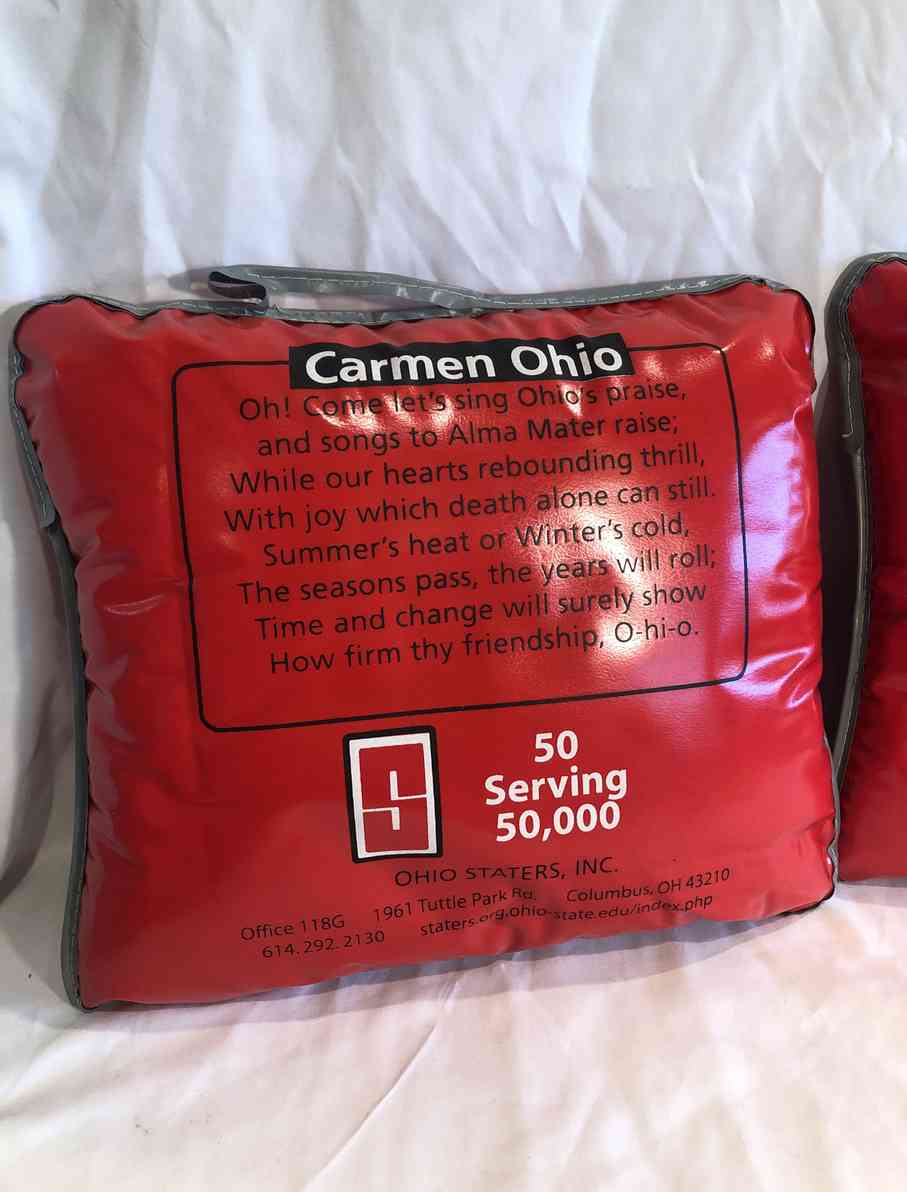 Carmen Ohio
Oh! Come let's sing Ohio's praise,
and songs to Alma Mater raise;
While our hearts rebounding thrill,
With joy which death alone can still.
Summer's heat or Winter's cold,
The seasons pass, the years will roll;
Time and change will surely show
How firm thy friendship, O-hi-o.
S
50
Serving
50,000
OHIO STATERS, INC.
Office 118G 1961 Tuttle Park Rd. Columbus, OH 43210
614.292.2130 staters.org.ohio-state.edu/index.php